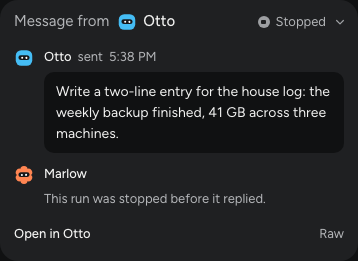 Message from Otto Stopped
Otto sent 5:38 PM
Write a two-line entry for the house log: the
weekly backup finished, 41 GB across three
machines.
Marlow
This run was stopped before it replied.
Open in Otto Raw